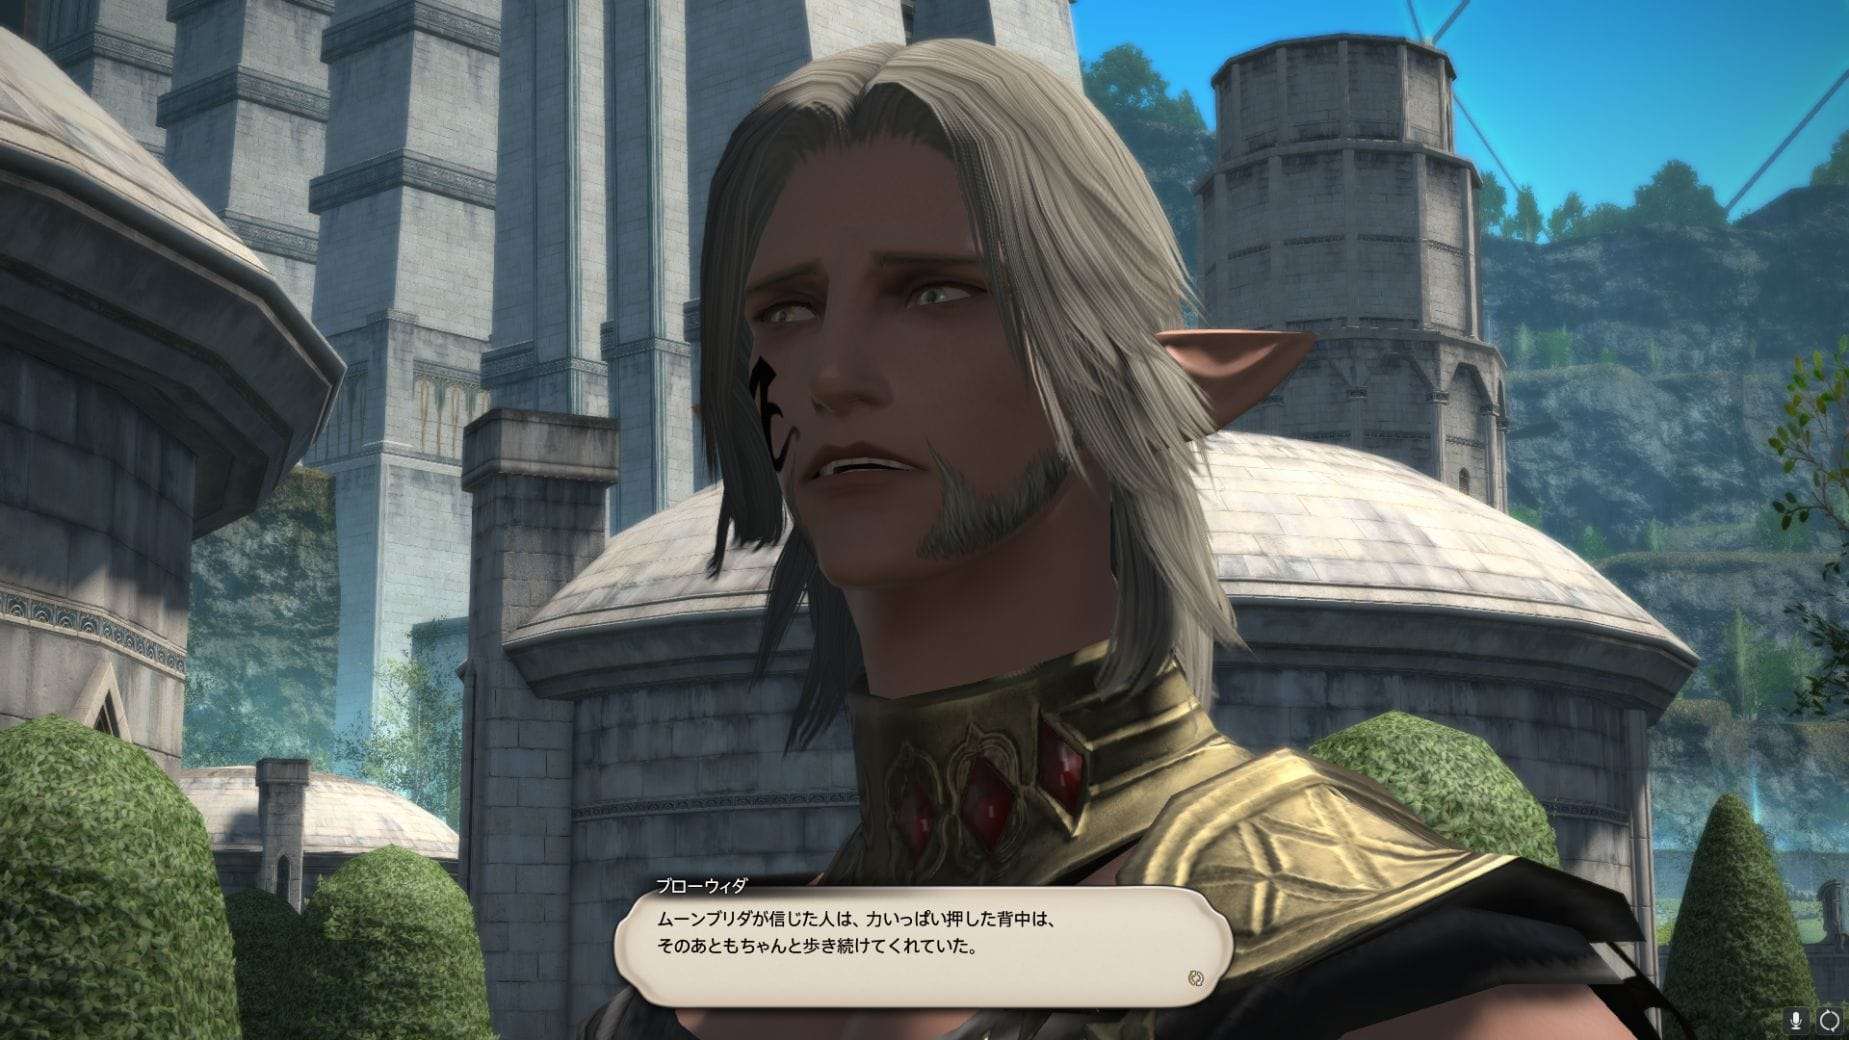 ブローウィダ
ムーンブリダが信じた人は、力いっぱい押した背中は、
そのあともちゃんと歩き続けてくれていた。